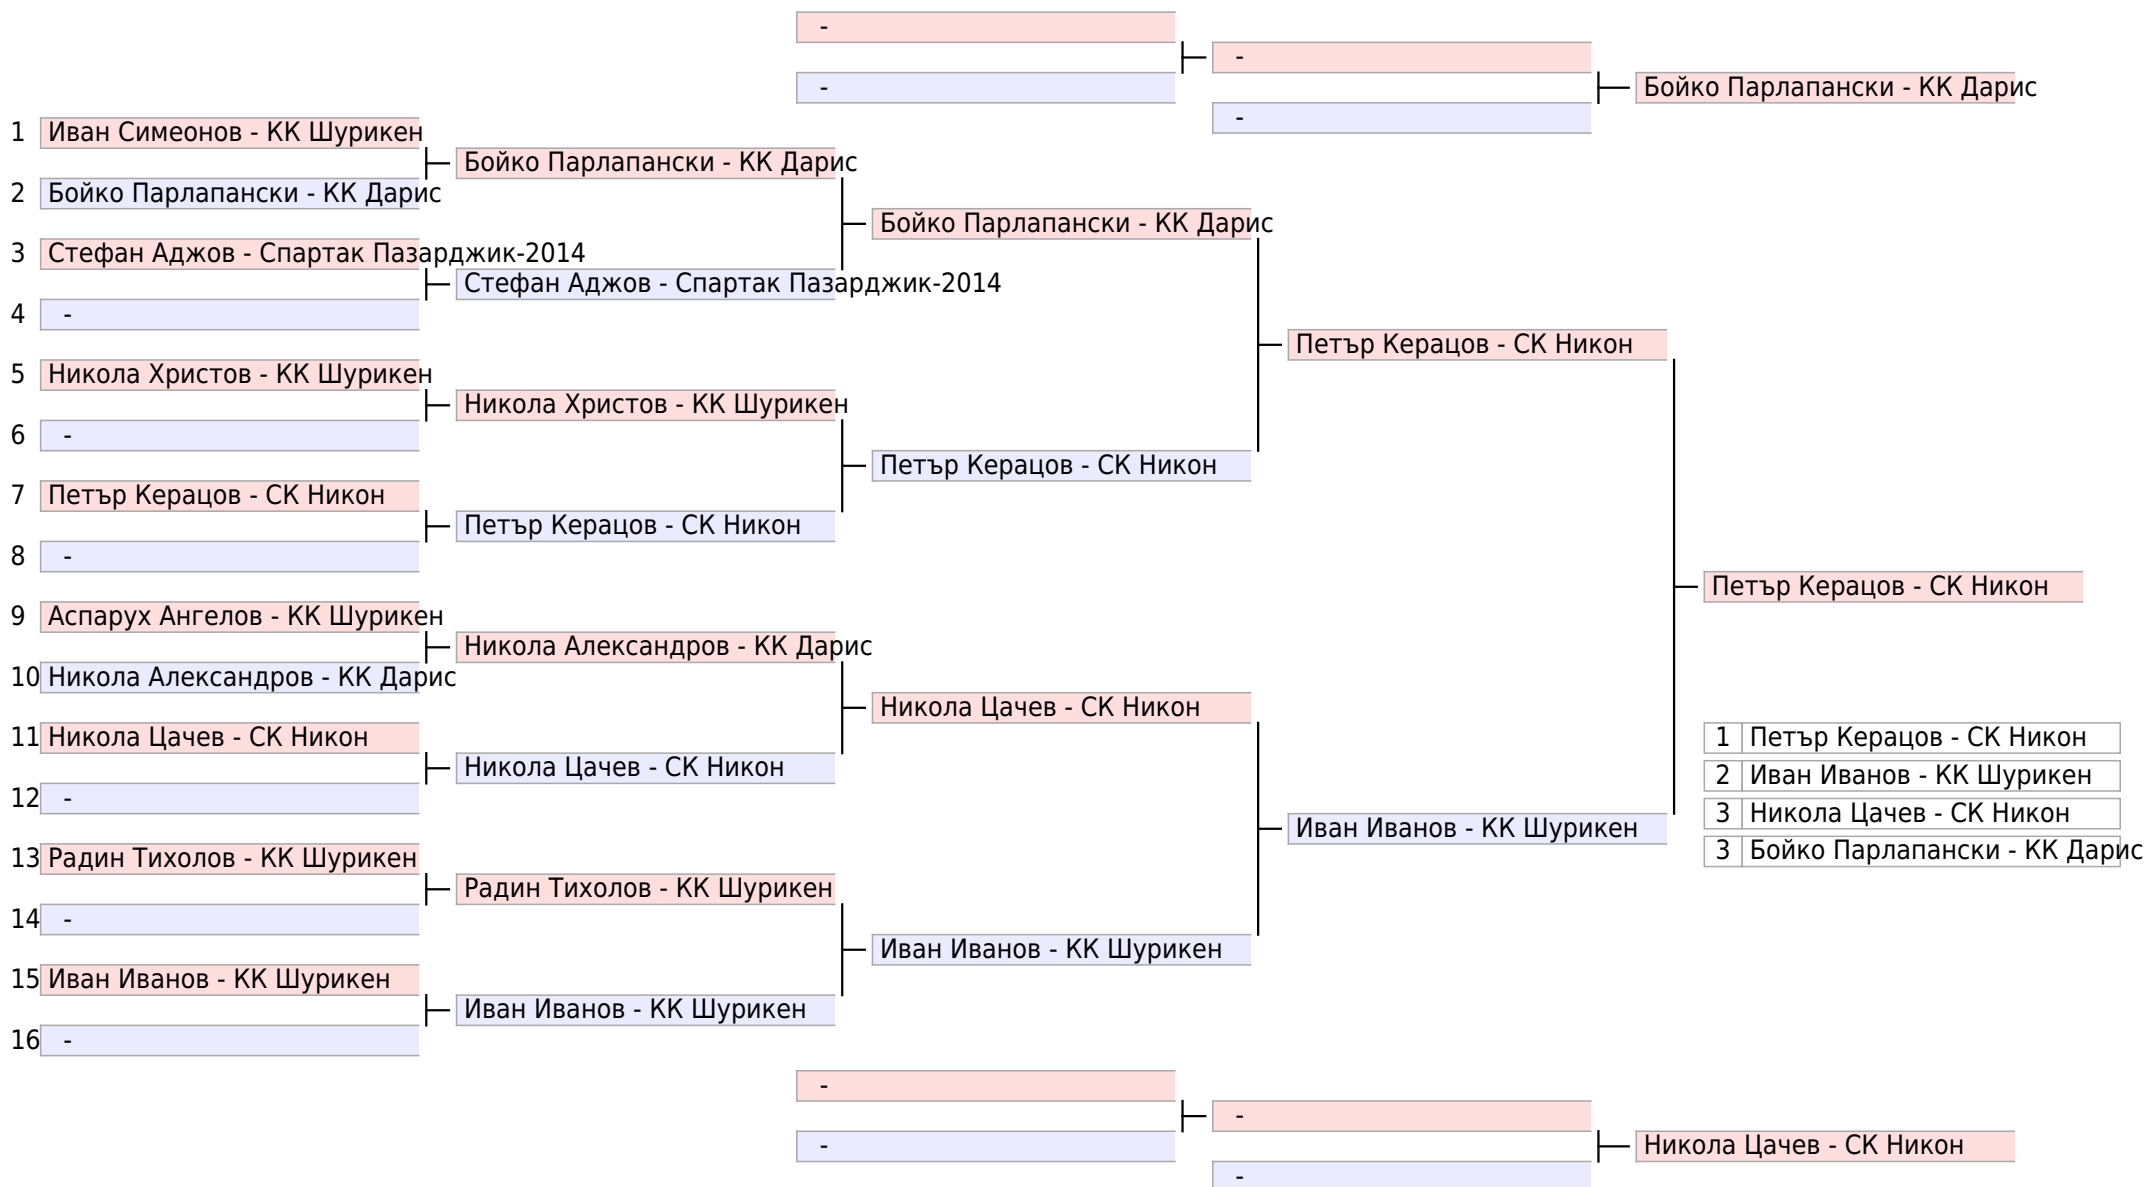 -
-
-
-
Бойко Парлапански - КК Дарис
1 Иван Симеонов - КК Шурикен
2 Бойко Парлапански - КК Дарис
3 Стефан Аджов - Спартак Пазарджик-2014
4 -
5 Никола Христов - КК Шурикен
6 -
7 Петър Керацов - СК Никон
8 -
9 Аспарух Ангелов - КК Шурикен
10 Никола Александров - КК Дарис
11 Никола Цачев - СК Никон
12 -
13 Радин Тихолов - КК Шурикен
14 -
15 Иван Иванов - КК Шурикен
16 -
Бойко Парлапански - КК Дарис
Стефан Аджов - Спартак Пазарджик-2014
Никола Христов - КК Шурикен
Петър Керацов - СК Никон
Никола Александров - КК Дарис
Никола Цачев - СК Никон
Радин Тихолов - КК Шурикен
Иван Иванов - КК Шурикен
Бойко Парлапански - КК Дарис
Петър Керацов - СК Никон
Никола Цачев - СК Никон
Иван Иванов - КК Шурикен
Петър Керацов - СК Никон
Иван Иванов - КК Шурикен
Петър Керацов - СК Никон
1 Петър Керацов - СК Никон
2 Иван Иванов - КК Шурикен
3 Никола Цачев - СК Никон
3 Бойко Парлапански - КК Дарис
-
-
-
-
Никола Цачев - СК Никон